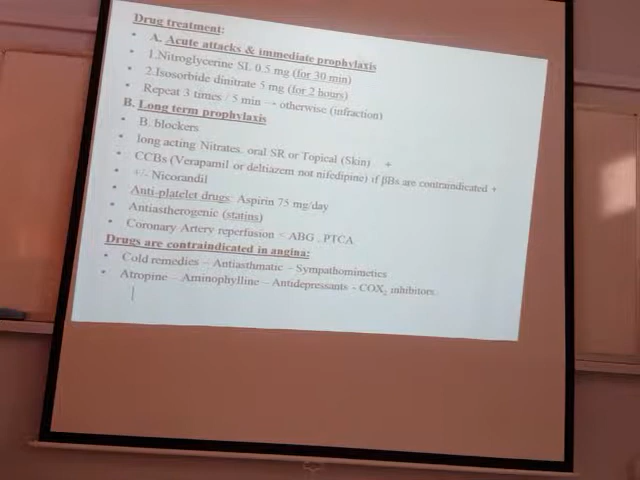 Drug treatment:
• A. Acute attacks & immediate prophylaxis
• 1.Nitroglycerine SL 0.5 mg (for 30 min)
• 2.Isosorbide dinitrate 5 mg (for 2 hours)
• Repeat 3 times / 5 min → otherwise (infraction)
B. Long term prophylaxis
• B. blockers
• long acting Nitrates. oral SR or Topical (Skin) +
• CCBs (Verapamil or deltiazem not nifedipine) if βBs are contraindicated +
• +/- Nicorandil
• Anti-platelet drugs: Aspirin 75 mg/day
• Antiastherogenic (statins)
• Coronary Artery reperfusion < ABG . PTCA
Drugs are contraindicated in angina:
• Cold remedies – Antiasthmatic – Sympathomimetics
• Atropine – Aminophylline – Antidepressants - COX₂ inhibitors